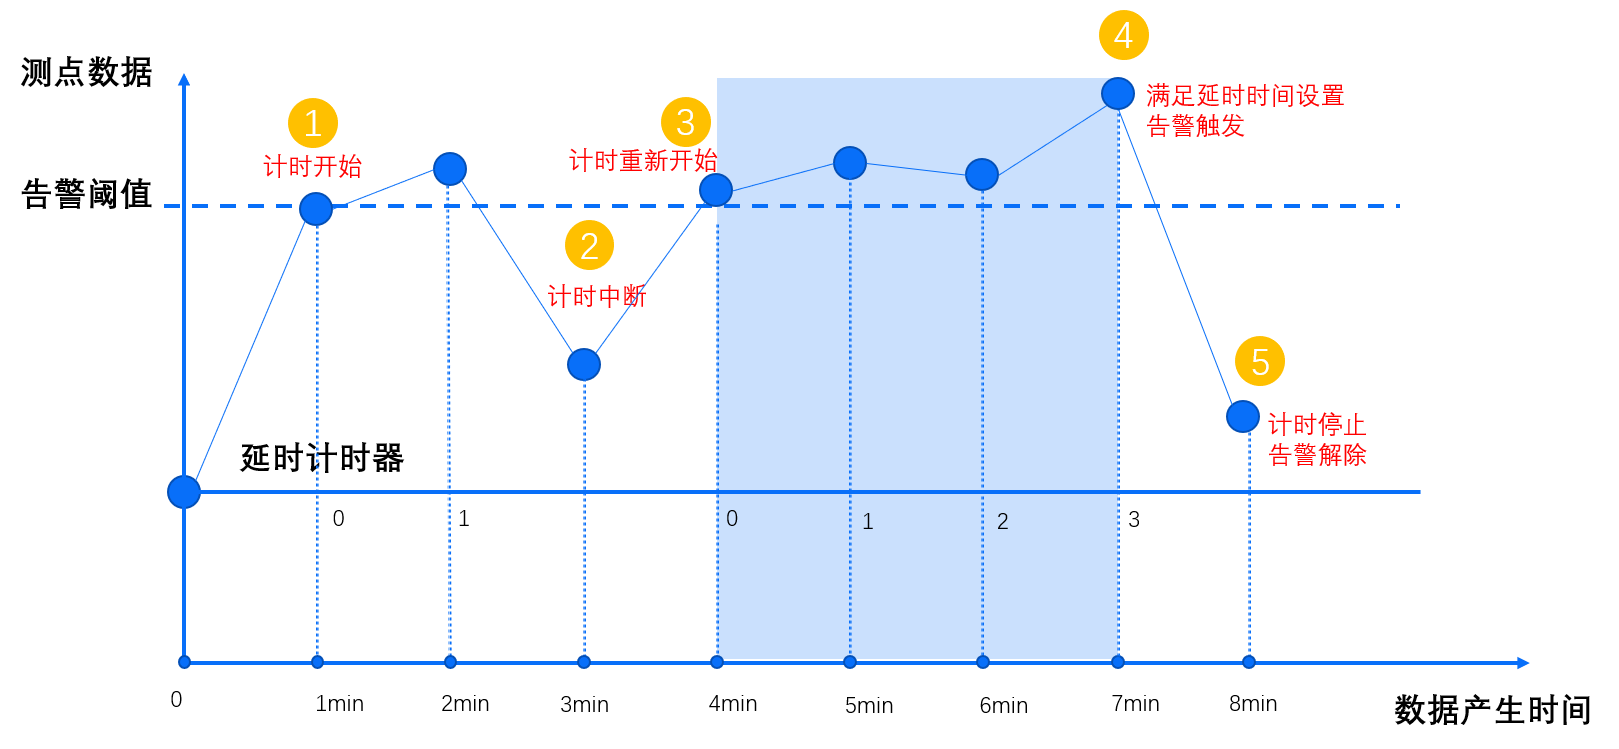 4
测点数据
满足延时时间设置
告警触发
1
3
计时开始
计时重新开始
告警阈值
2
计时中断
5
计时停止
告警解除
延时计时器
0
1
0
1
2
3
0
1min
2min
3min
4min
5min
6min
7min
8min
数据产生时间